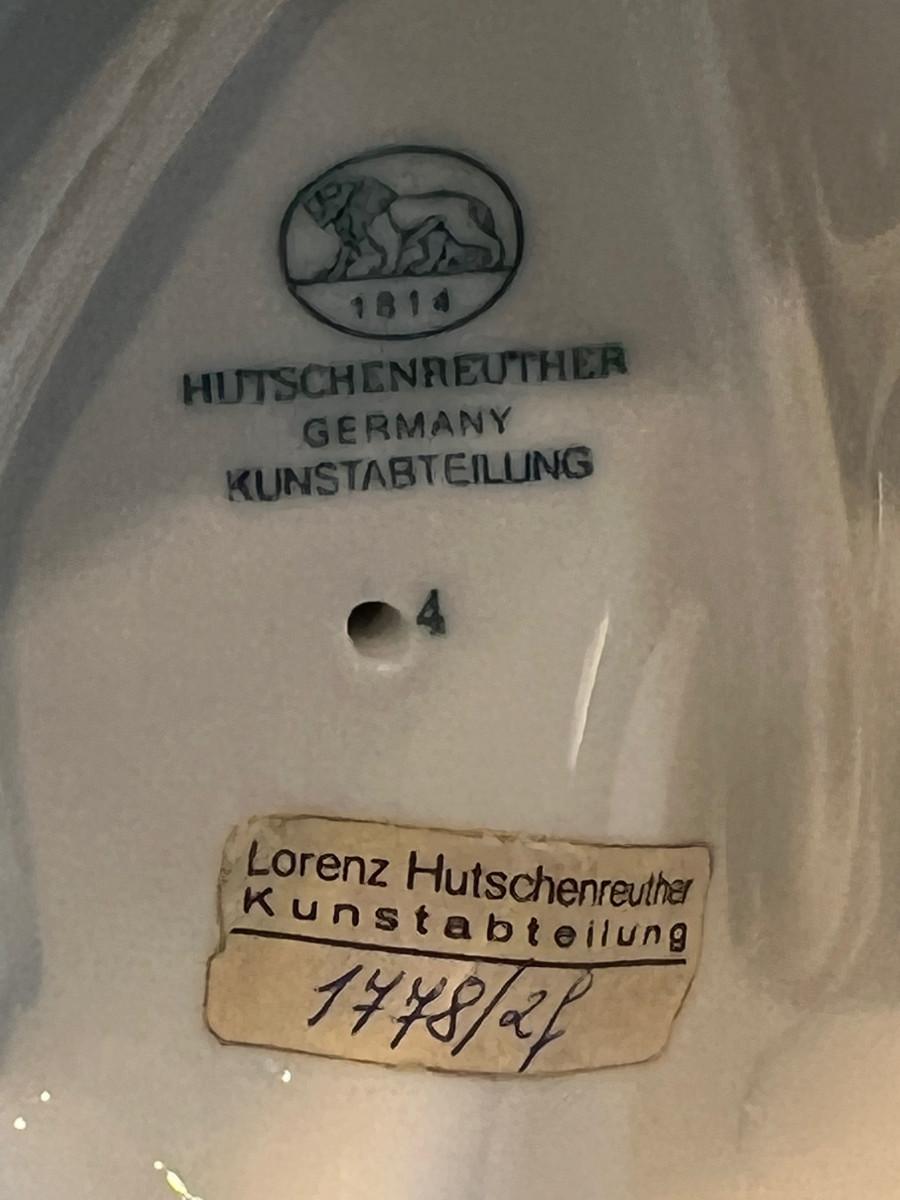 1814
HUTSCHENREUTHER
GERMANY
KUNSTABTEILUNG
4
Lorenz Hutschenreuther
Kunstabteilung
1778/2f